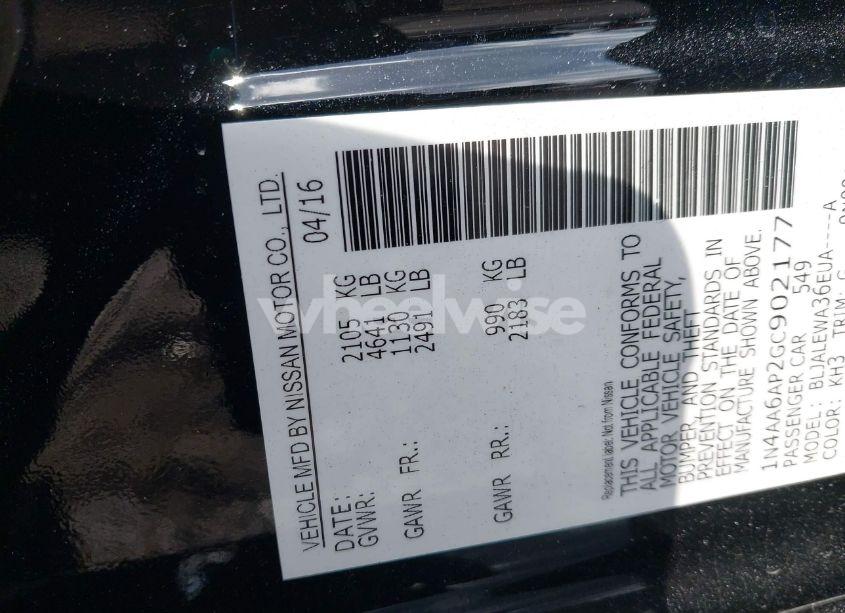 VEHICLE MFD BY NISSAN MOTOR CO., LTD.
DATE: 04/16
GVWR: 2105 KG
4641 LB
GAWR FR.: 1130 KG
2491 LB
GAWR RR.: 990 KG
2183 LB
Replacement label. Not from Nissan
THIS VEHICLE CONFORMS TO
ALL APPLICABLE FEDERAL
MOTOR VEHICLE SAFETY,
BUMPER, AND THEFT
PREVENTION STANDARDS IN
EFFECT ON THE DATE OF
MANUFACTURE SHOWN ABOVE.
1N4AA6AP2GC902177
PASSENGER CAR 549
MODEL: BLJALEWA36EUA----A
COLOR: KH3 TRIM: G
wheelwise